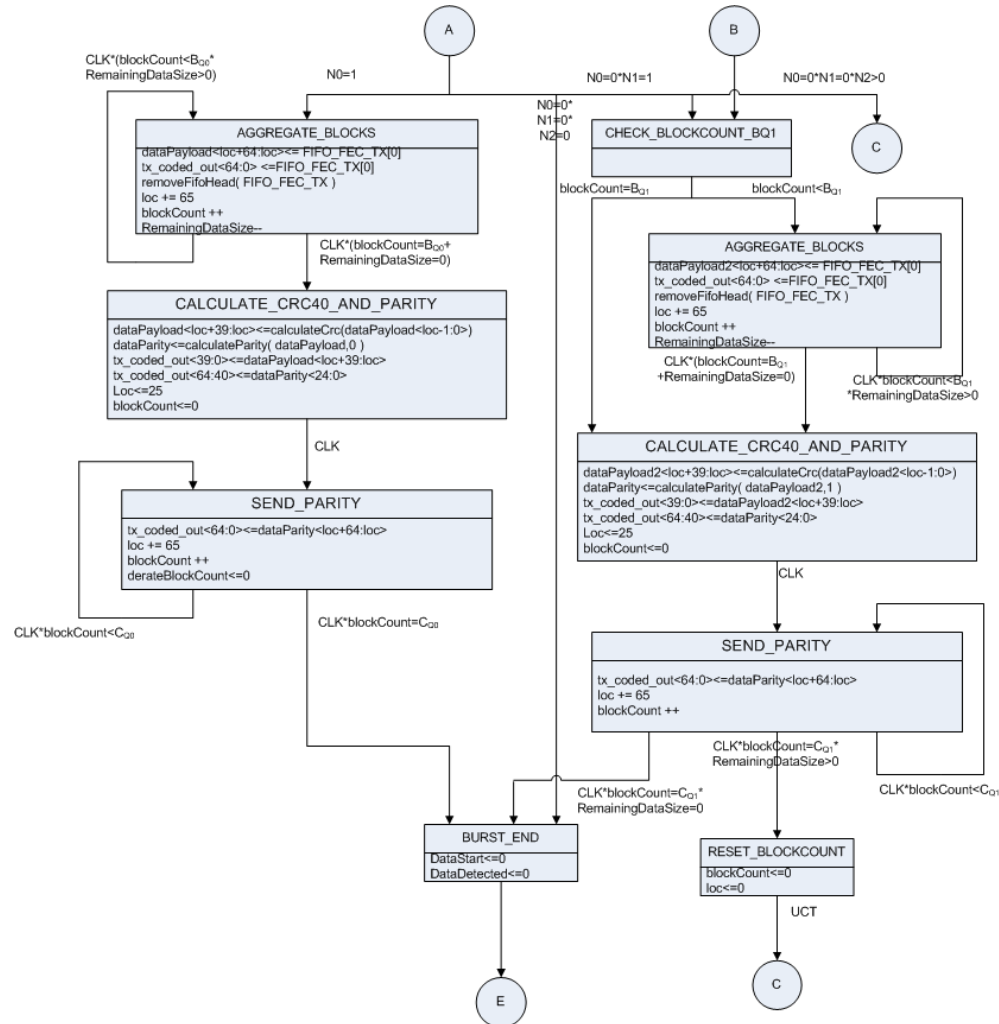 A
B
CLK*(blockCount<B_Q0*
RemainingDataSize>0)
N0=1
N0=0*N1=1
N0=0*N1=0*N2>0
N0=0*
N1=0*
N2=0
AGGREGATE_BLOCKS
dataPayload<loc+64:loc><= FIFO_FEC_TX[0]
tx_coded_out<64:0> <=FIFO_FEC_TX[0]
removeFifoHead( FIFO_FEC_TX )
loc += 65
blockCount ++
RemainingDataSize--
CHECK_BLOCKCOUNT_BQ1
C
blockCount=B_Q1
blockCount<B_Q1
CLK*(blockCount=B_Q0+
RemainingDataSize=0)
AGGREGATE_BLOCKS
dataPayload2<loc+64:loc><= FIFO_FEC_TX[0]
tx_coded_out<64:0> <=FIFO_FEC_TX[0]
removeFifoHead( FIFO_FEC_TX )
loc += 65
blockCount ++
RemainingDataSize--
CALCULATE_CRC40_AND_PARITY
dataPayload<loc+39:loc><=calculateCrc(dataPayload<loc-1:0>)
dataParity<=calculateParity( dataPayload,0 )
tx_coded_out<39:0><=dataPayload<loc+39:loc>
tx_coded_out<64:40><=dataParity<24:0>
Loc<=25
blockCount<=0
CLK*(blockCount=B_Q1
+RemainingDataSize=0)
CLK*blockCount<B_Q1
*RemainingDataSize>0
CLK
CALCULATE_CRC40_AND_PARITY
dataPayload2<loc+39:loc><=calculateCrc(dataPayload2<loc-1:0>)
dataParity<=calculateParity( dataPayload2,1 )
tx_coded_out<39:0><=dataPayload2<loc+39:loc>
tx_coded_out<64:40><=dataParity<24:0>
Loc<=25
blockCount<=0
SEND_PARITY
tx_coded_out<64:0><=dataParity<loc+64:loc>
loc += 65
blockCount ++
derateBlockCount<=0
CLK
CLK*blockCount<C_Q0
CLK*blockCount=C_Q0
SEND_PARITY
tx_coded_out<64:0><=dataParity<loc+64:loc>
loc += 65
blockCount ++
CLK*blockCount=C_Q1*
RemainingDataSize>0
CLK*blockCount=C_Q1*
RemainingDataSize=0
CLK*blockCount<C_Q1
BURST_END
DataStart<=0
DataDetected<=0
RESET_BLOCKCOUNT
blockCount<=0
loc<=0
UCT
E
C